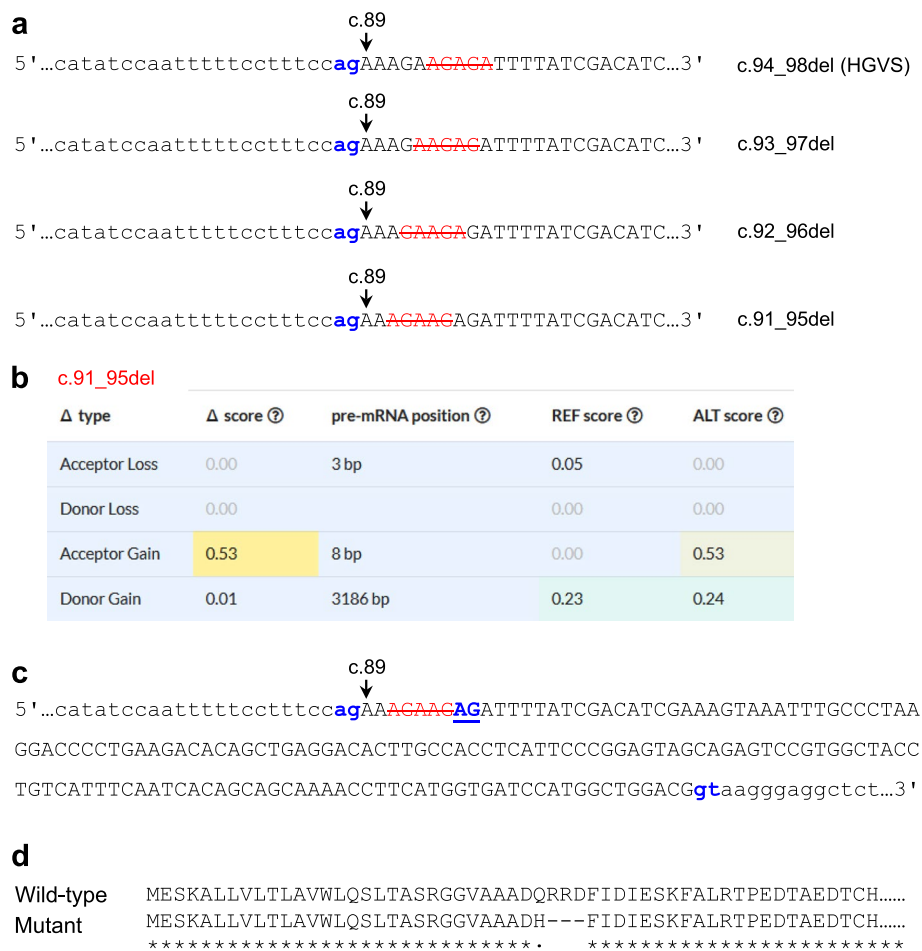 a
c.89
5'…catatccaatttttcctttccagAAAGAAGAGATTTTATCGACATC…3' c.94_98del (HGVS)
c.89
5'…catatccaatttttcctttccagAAAGAAGAGATTTTATCGACATC…3' c.93_97del
c.89
5'…catatccaatttttcctttccagAAAGAAGAGATTTTATCGACATC…3' c.92_96del
c.89
5'…catatccaatttttcctttccagAAAGAAGAGATTTTATCGACATC…3' c.91_95del
b c.91_95del
Δ type Δ score ? pre-mRNA position ? REF score ? ALT score ?
Acceptor Loss 0.00 3 bp 0.05 0.00
Donor Loss 0.00 0.00 0.00
Acceptor Gain 0.53 8 bp 0.00 0.53
Donor Gain 0.01 3186 bp 0.23 0.24
c
c.89
5'…catatccaatttttcctttccagAAAGAAGAGATTTTATCGACATCGAAAGTAAATTTGCCCTAA
GGACCCCTGAAGACACAGCTGAGGACACTTGCCACCTCATTCCCGGAGTAGCAGAGTCCGTGGCTACC
TGTCATTTCAATCACAGCAGCAAAACCTTCATGGTGATCCATGGCTGGACGgtaagggaggctct…3'
d
Wild-type MESKALLVLTLAVWLQSLTASRGGVAAADQRRDFIDIESKFALRTPEDTAEDTCH……
Mutant MESKALLVLTLAVWLQSLTASRGGVAAADH---FIDIESKFALRTPEDTAEDTCH……
*****************************. ************************